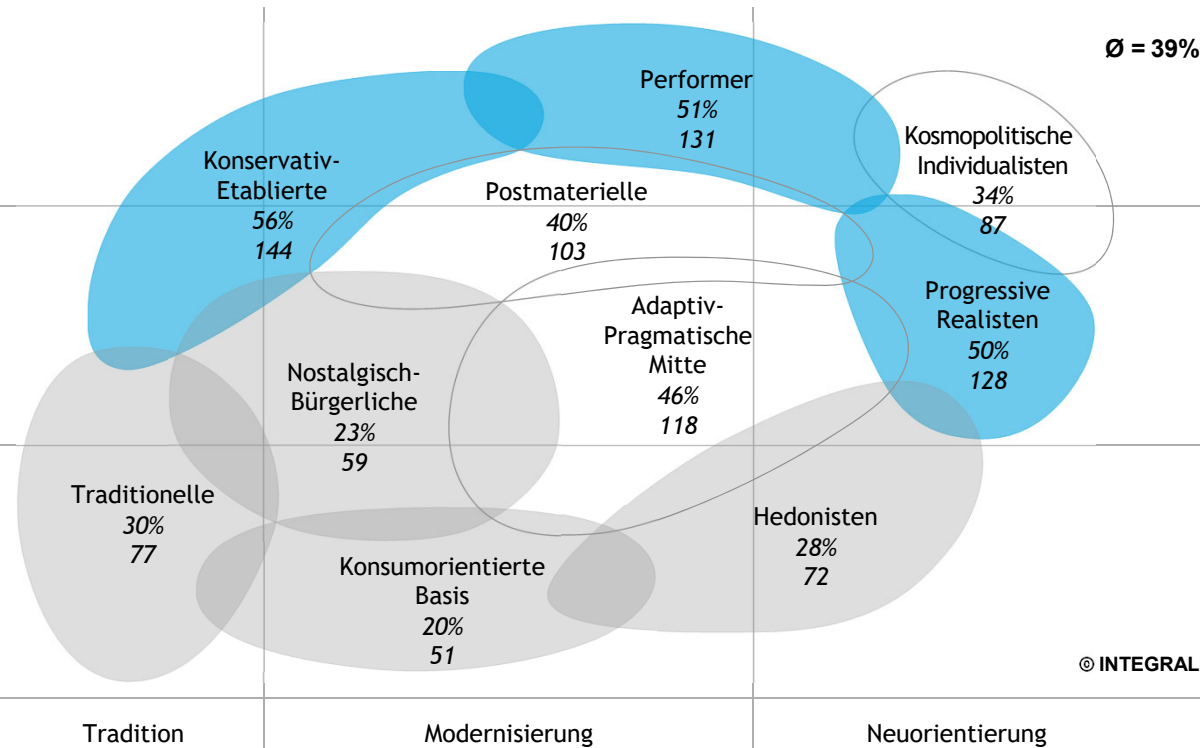 Ø = 39%
Performer
51%
131
Kosmopolitische
Individualisten
34%
87
Konservativ-
Etablierte
56%
144
Postmaterielle
40%
103
Progressive
Realisten
50%
128
Adaptiv-
Pragmatische
Mitte
46%
118
Nostalgisch-
Bürgerliche
23%
59
Traditionelle
30%
77
Hedonisten
28%
72
Konsumorientierte
Basis
20%
51
© INTEGRAL
Tradition
Modernisierung
Neuorientierung